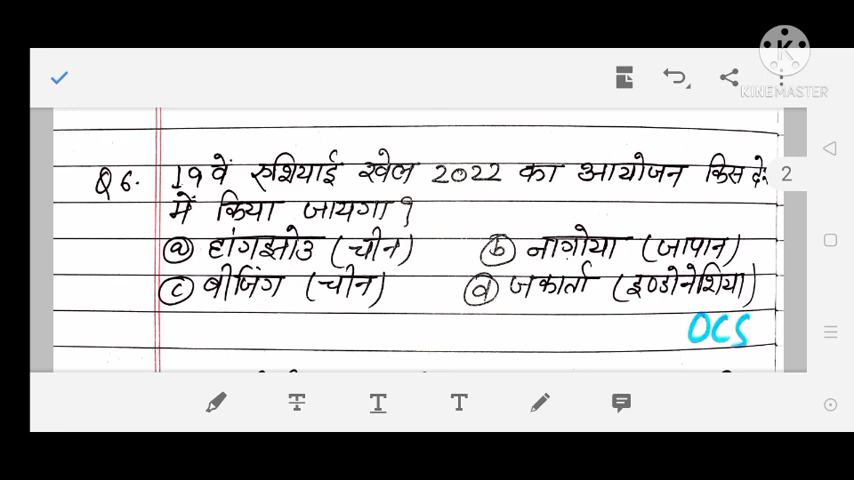 KINEMASTER
Q6. 19वें एशियाई खेल 2022 का आयोजन किस
2
में किया जायगा ?
(a) हांगझोउ (चीन) (b) नागोया (जापान)
(c) बीजिंग (चीन) (d) जकार्ता (इण्डोनेशिया)
OCS